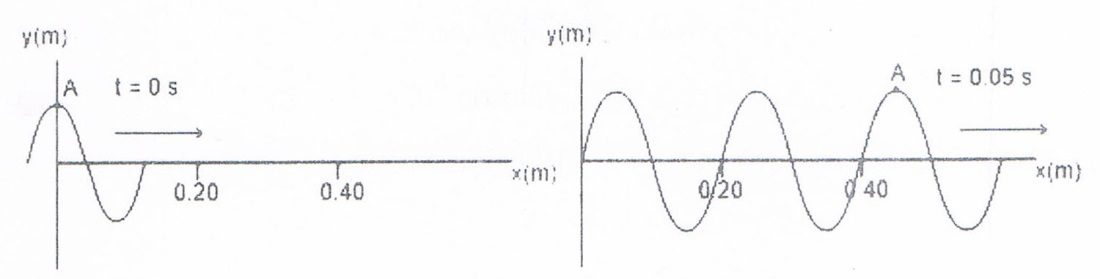 y(m)
A t = 0 s
x(m)
0.20 0.40
y(m)
A t = 0.05 s
x(m)
0.20 0.40